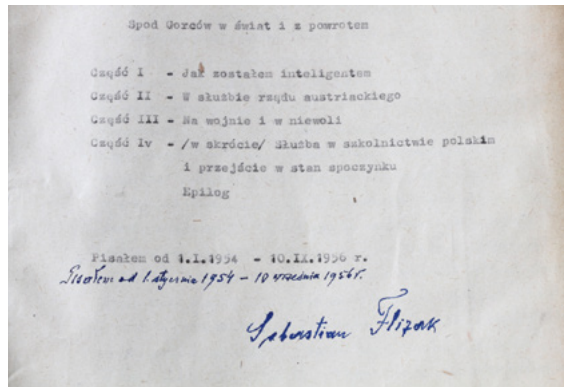 Spod Gorców w świat i z powrotem
Część I - Jak zostałem inteligentem
Część II - W służbie rządu austriackiego
Część III - Na wojnie i w niewoli
Część Iv - /w skrócie/ Służba w szkolnictwie polskim
i przejście w stan spoczynku
Epilog
Pisałem od 1.I.1954 - 10.IX.1956 r.
Pisałem od 1. stycznia 1954 - 10 września 1956 r.
Sebastian Flizak